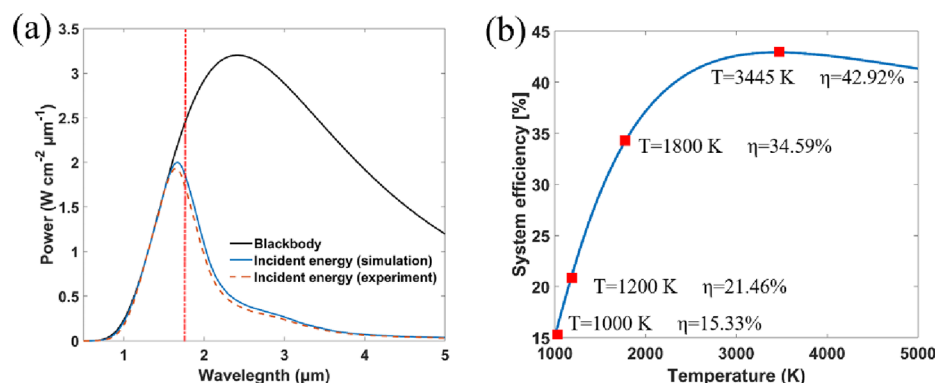 (a)
3.5
3
2.5
2
1.5
1
0.5
0
Power (W cm⁻² μm⁻¹)
Blackbody
Incident energy (simulation)
Incident energy (experiment)
1 2 3 4 5
Wavelegnth (μm)
(b)
45
40
35
30
25
20
15
System efficiency [%]
T=3445 K η=42.92%
T=1800 K η=34.59%
T=1200 K η=21.46%
T=1000 K η=15.33%
1000 2000 3000 4000 5000
Temperature (K)